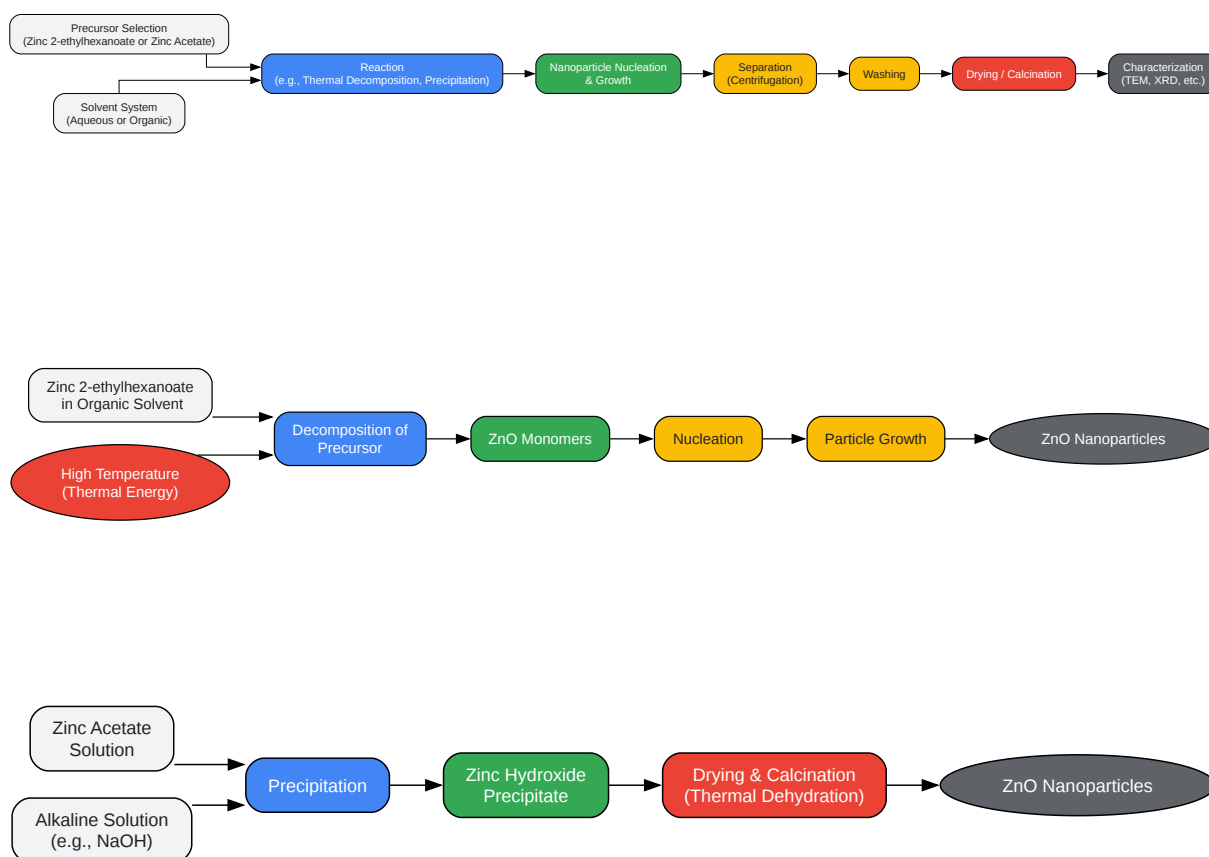 Precursor Selection
(Zinc 2-ethylhexanoate or Zinc Acetate)
Solvent System
(Aqueous or Organic)
Reaction
(e.g., Thermal Decomposition, Precipitation)
Nanoparticle Nucleation
& Growth
Separation
(Centrifugation)
Washing
Drying / Calcination
Characterization
(TEM, XRD, etc.)
Zinc 2-ethylhexanoate
in Organic Solvent
High Temperature
(Thermal Energy)
Decomposition of
Precursor
ZnO Monomers
Nucleation
Particle Growth
ZnO Nanoparticles
Zinc Acetate
Solution
Alkaline Solution
(e.g., NaOH)
Precipitation
Zinc Hydroxide
Precipitate
Drying & Calcination
(Thermal Dehydration)
ZnO Nanoparticles